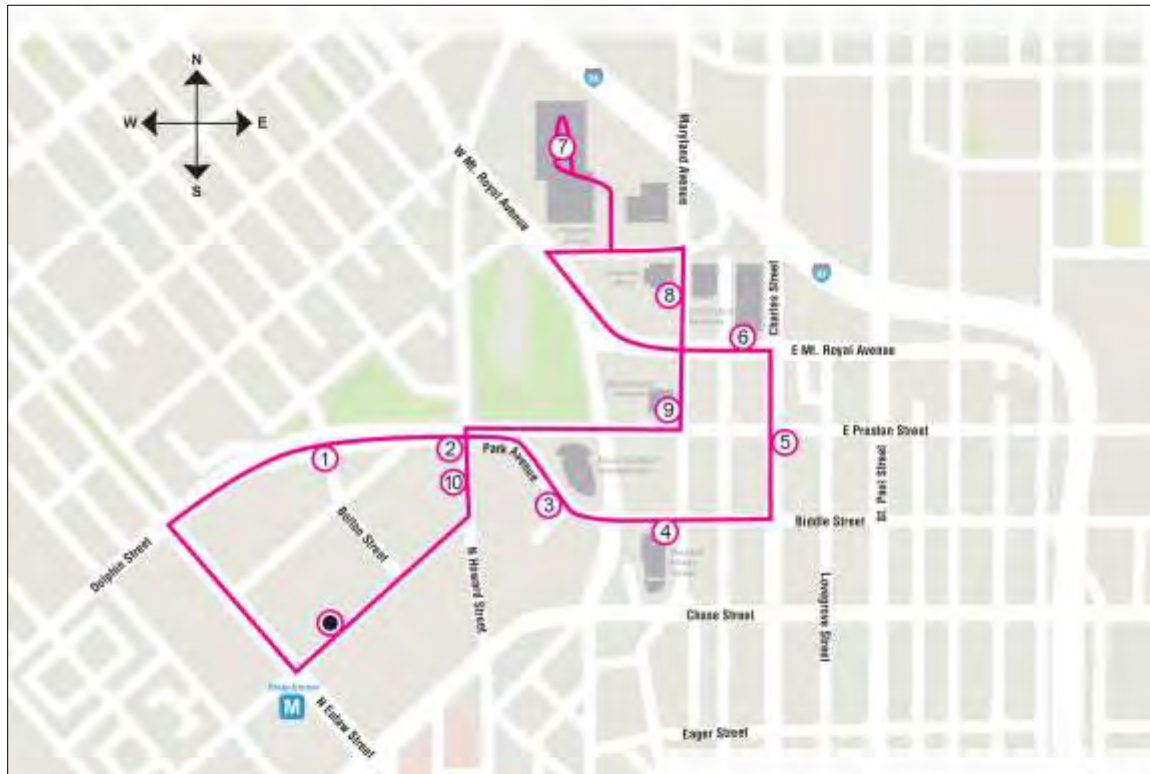 N
W
E
S
W Mt. Royal Avenue
Maryland Avenue
7
8
Charles Street
6
E Mt. Royal Avenue
9
5
E Preston Street
1
2
Park Avenue
10
3
St. Paul Street
4
Biddle Street
Bolton Street
Dolphin Street
N Howard Street
Lovegrove Street
Chase Street
M
N Eutaw Street
Eager Street